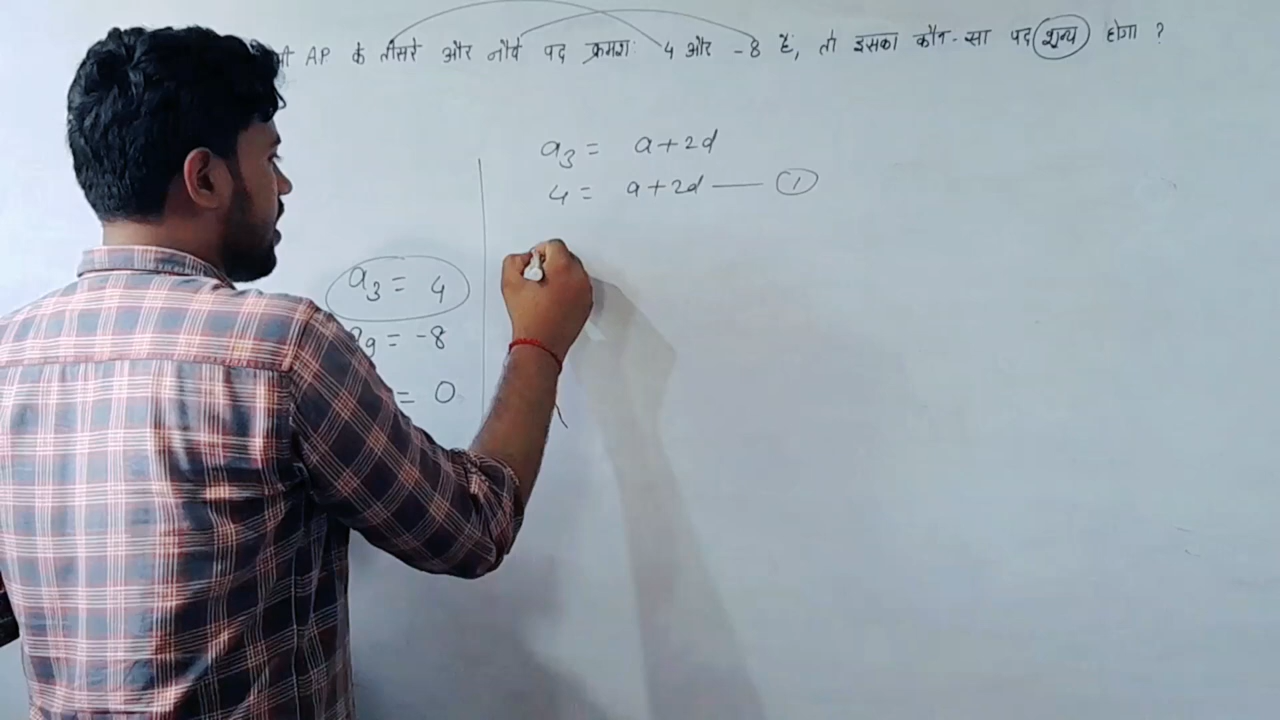 AP के तीसरे और नौवे पद क्रमशः 4 और -8 है, तो इसका कौन-सा पद शून्य होगा ?
a3 = a+2d
4 = a+2d —— 1
a3 = 4
9 = -8
= 0